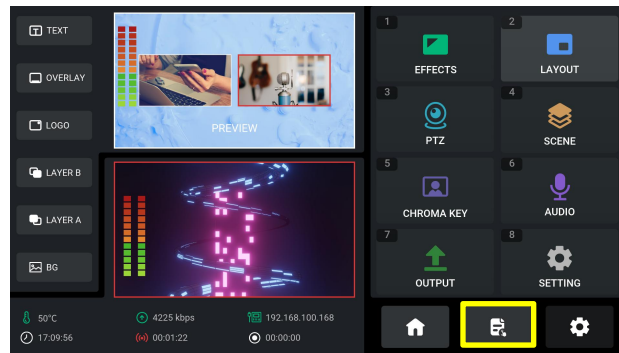 TEXT
OVERLAY
LOGO
LAYER B
LAYER A
BG
PREVIEW
50°C
4225 kbps
192.168.100.168
17:09:56
00:01:22
00:00:00
1
EFFECTS
2
LAYOUT
3
PTZ
4
SCENE
5
CHROMA KEY
6
AUDIO
7
OUTPUT
8
SETTING